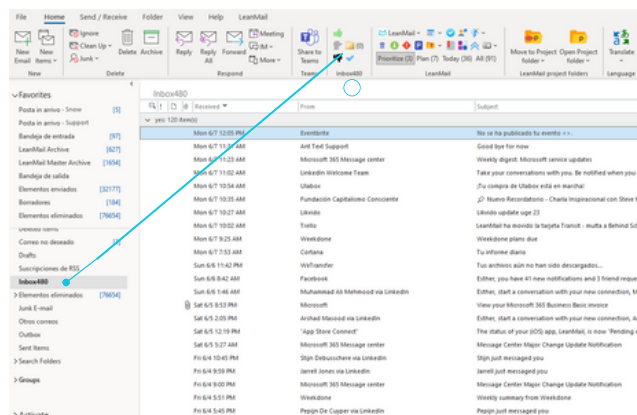 File Home Send / Receive Folder View Help LeanMail
New Email
New Items
Ignore
Clean Up
Junk
Delete
Archive
Reply
Reply All
Forward
Meeting
IM
More
Share to Teams
LeanMail
Prioritize (3) Plan (7) Today (36) All (91)
Move to Project folder
Open Project folder
Translate
New Delete Respond Teams Inbox480 LeanMail LeanMail project folders Language
Favorites
Posta in arrivo - Snow [5]
Posta in arrivo - Support
Bandeja de entrada [97]
LeanMail Archive [627]
LeanMail Master Archive [1654]
Bandeja de salida
Elementos enviados [32177]
Borradores [184]
Elementos eliminados [76654]
Deleted Items
Correo no deseado
Drafts
Suscripciones de RSS
Inbox480
Elementos eliminados [76654]
Junk E-mail
Otros correos
Outbox
Sent Items
Search Folders
Groups
Inbox480
Received From Subject
yes: 120 item(s)
Mon 6/7 12:05 PM Eventbrite No se ha publicado tu evento <>.
Mon 6/7 11:31 AM Ant Text Support Good bye for now
Mon 6/7 11:23 AM Microsoft 365 Message center Weekly digest: Microsoft service updates
Mon 6/7 11:02 AM LinkedIn Welcome Team Take your conversations with you. Be notified when you
Mon 6/7 10:54 AM Ulabox ¡Tu compra de Ulabox está en marcha!
Mon 6/7 10:35 AM Fundación Capitalismo Consciente Nuevo Recordatorio - Charla Inspiracional con Steve
Mon 6/7 10:27 AM Likvido Likvido update uge 23
Mon 6/7 10:02 AM Trello LeanMail ha movido la tarjeta Transit - mutta a Behind
Mon 6/7 9:25 AM Weekdone Weekdone plans due
Mon 6/7 7:53 AM Cortana Tu informe diario
Sun 6/6 11:42 PM WeTransfer Tus archivos aún no han sido descargados...
Sun 6/6 8:42 AM Facebook Esther, you have 41 new notifications and 3 friend
Sun 6/6 1:46 AM Muhammad Ali Mehmood via LinkedIn Esther, start a conversation with your new connection, M
Sat 6/5 8:53 PM Microsoft View your Microsoft 365 Business Basic invoice
Sat 6/5 2:05 PM Arshad Masood via LinkedIn Esther, start a conversation with your new connection, A
Sat 6/5 12:19 PM "App Store Connect" The status of your (iOS) app, LeanMail, is now "Pending
Sat 6/5 5:27 AM Microsoft 365 Message center Message Center Major Change Update Notification
Fri 6/4 10:45 PM Stijn Debusschere via LinkedIn Stijn just messaged you
Fri 6/4 9:59 PM Jarrell Jones via LinkedIn Jarrell just messaged you
Fri 6/4 9:00 PM Microsoft 365 Message center Message Center Major Change Update Notification
Fri 6/4 5:51 PM Weekdone Weekly summary from Weekdone
Fri 6/4 5:45 PM Pepijn De Cuyper via LinkedIn Pepijn just messaged you